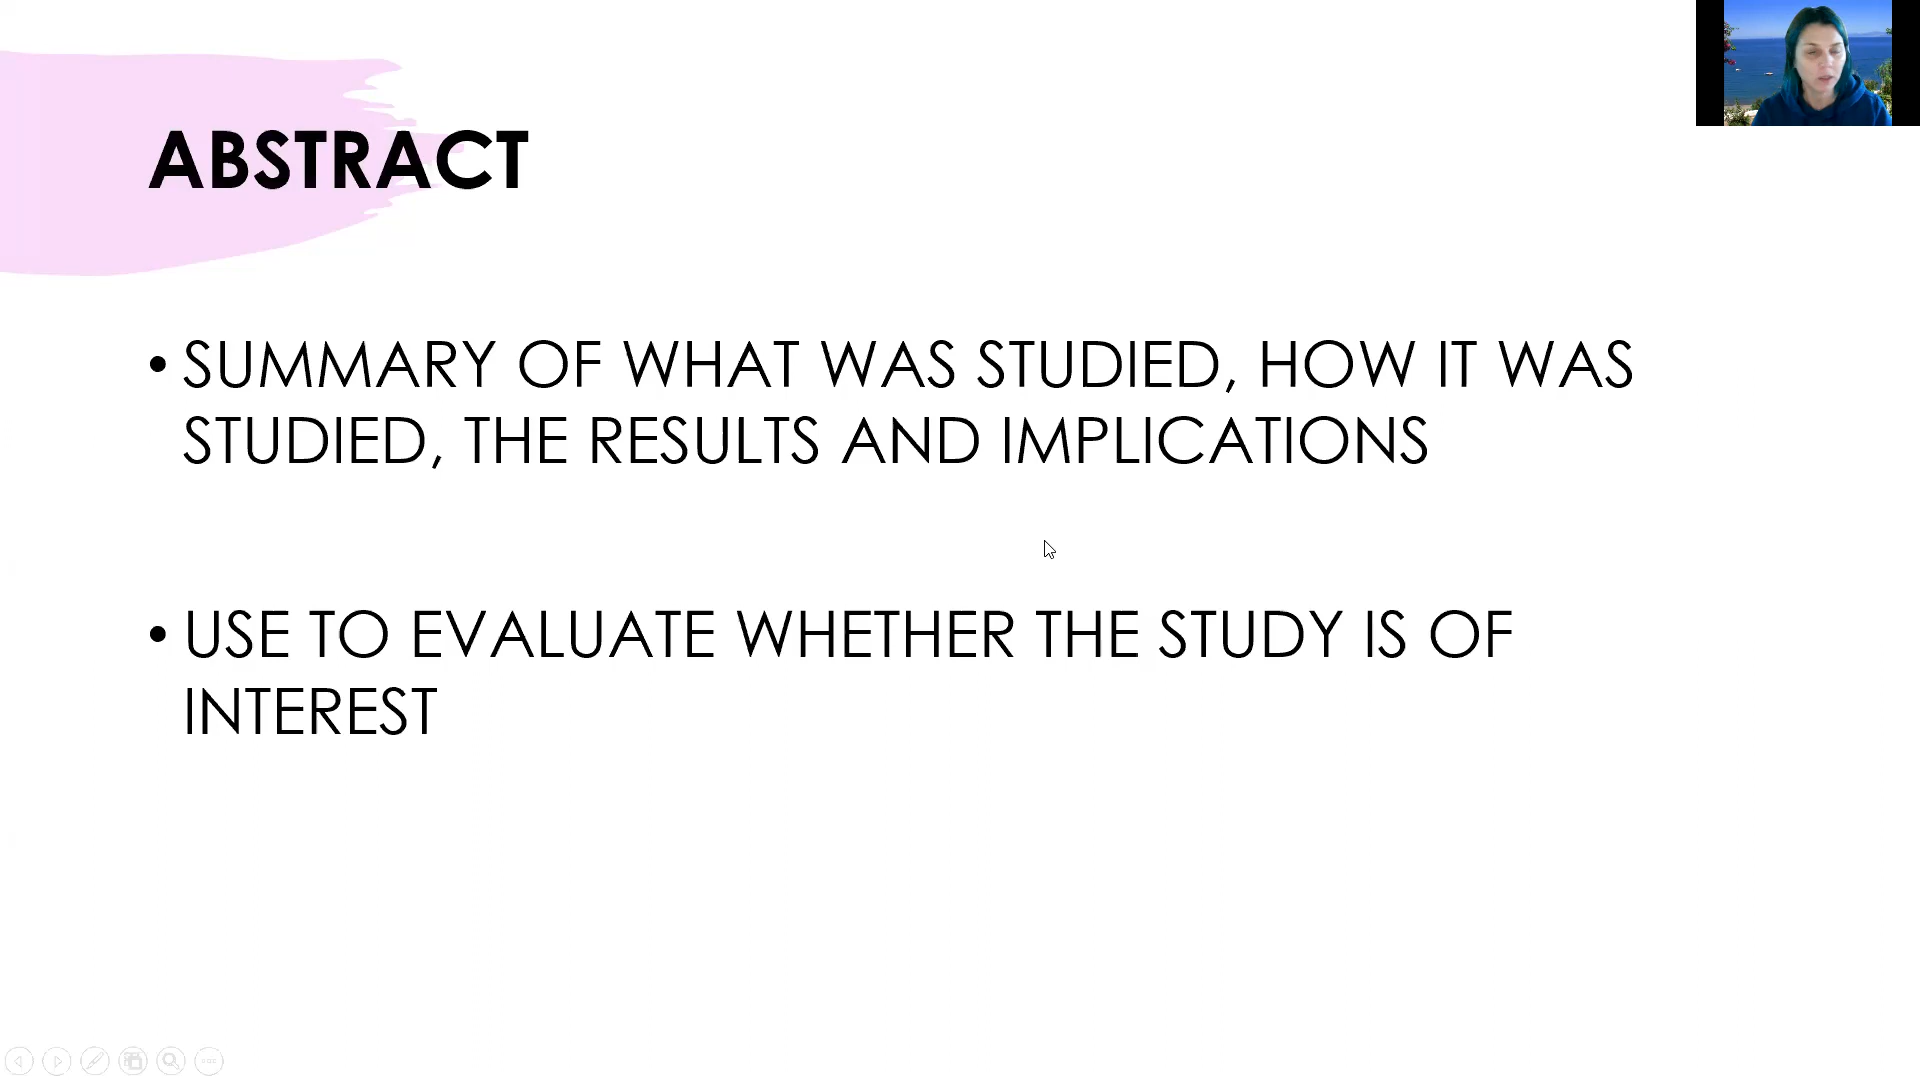 ABSTRACT
• SUMMARY OF WHAT WAS STUDIED, HOW IT WAS
STUDIED, THE RESULTS AND IMPLICATIONS
• USE TO EVALUATE WHETHER THE STUDY IS OF
INTEREST